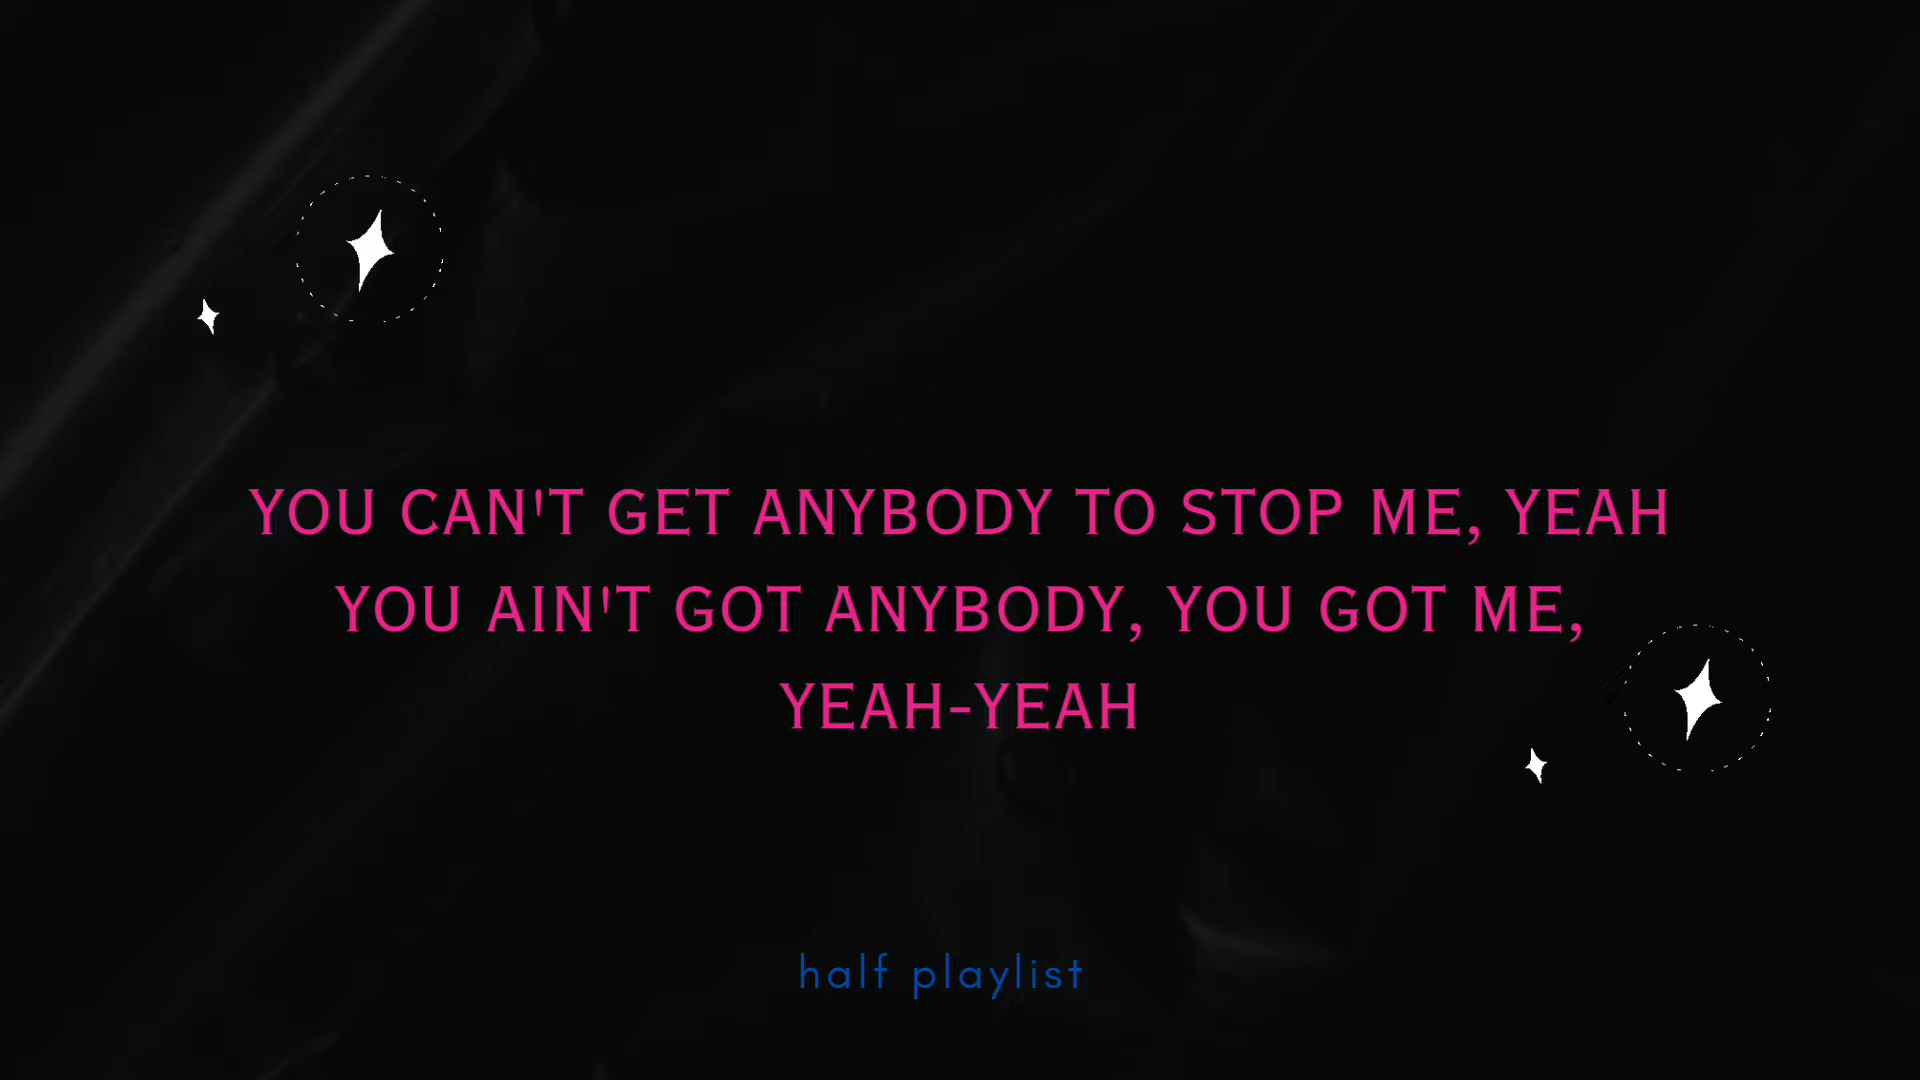 YOU CAN'T GET ANYBODY TO STOP ME, YEAH
YOU AIN'T GOT ANYBODY, YOU GOT ME,
YEAH-YEAH
half playlist